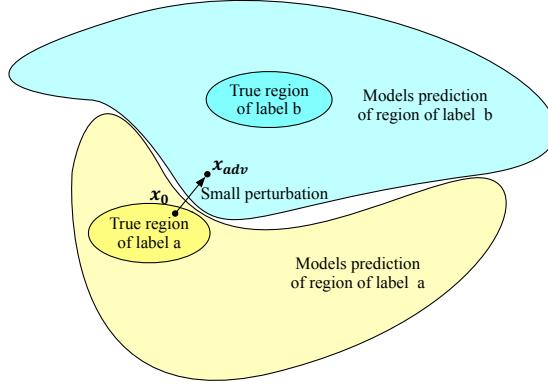 True region
of label b
Models prediction
of region of label b
x_adv
x_0
Small perturbation
True region
of label a
Models prediction
of region of label a